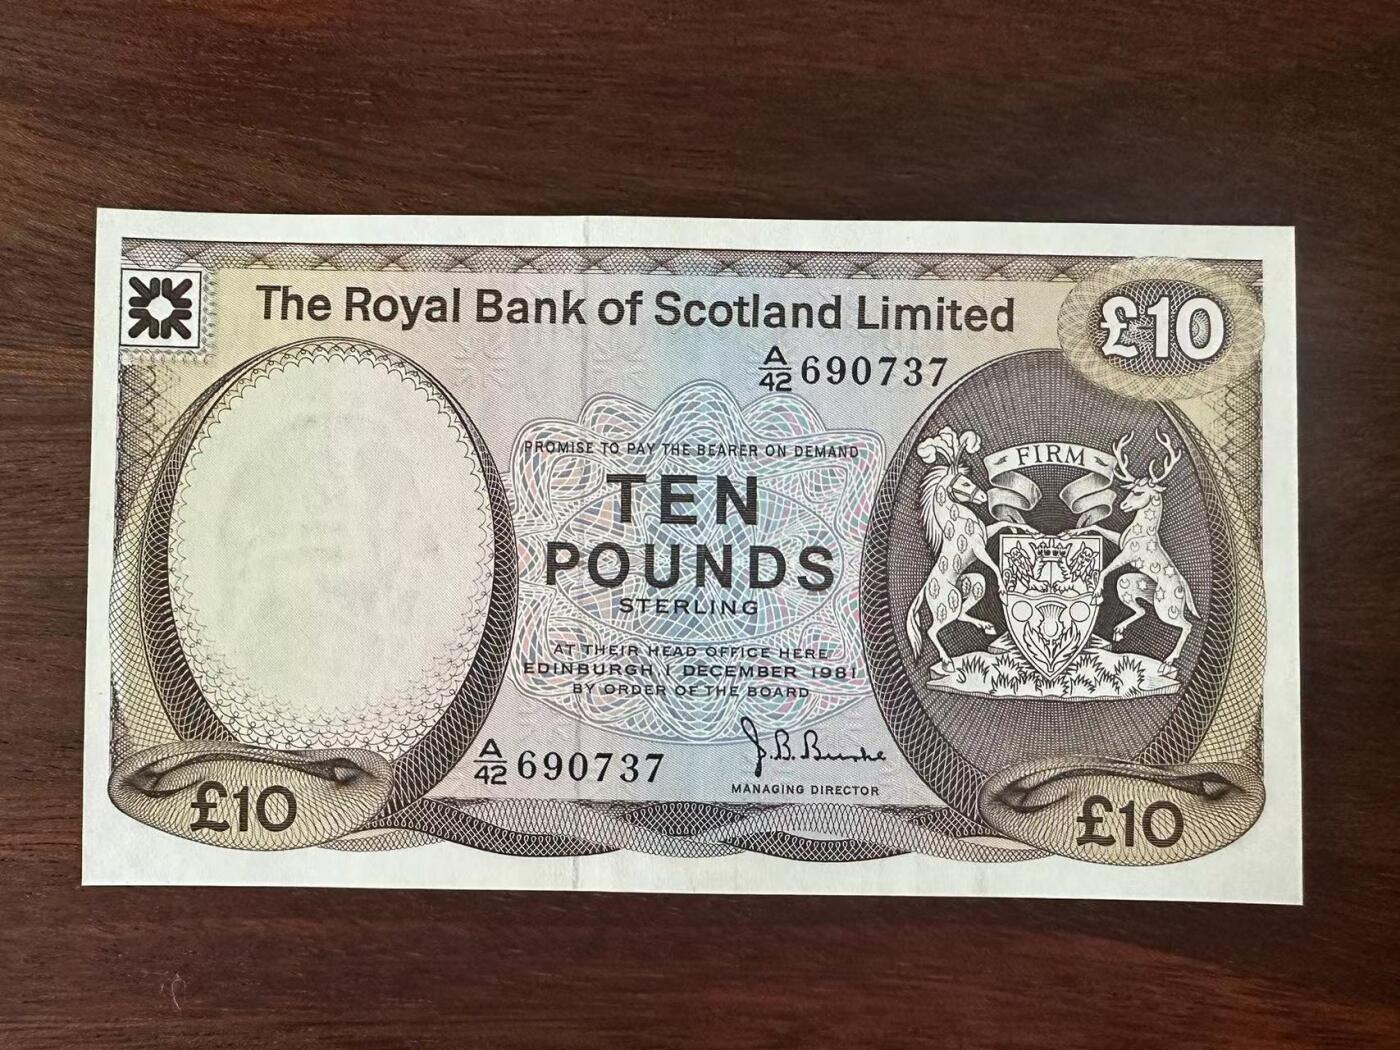 The Royal Bank of Scotland Limited
£10
A/42 690737
PROMISE TO PAY THE BEARER ON DEMAND
TEN
POUNDS
STERLING
AT THEIR HEAD OFFICE HERE
EDINBURGH, 1 DECEMBER 1981
BY ORDER OF THE BOARD
FIRM
A/42 690737
J.B. Burke
MANAGING DIRECTOR
£10
£10